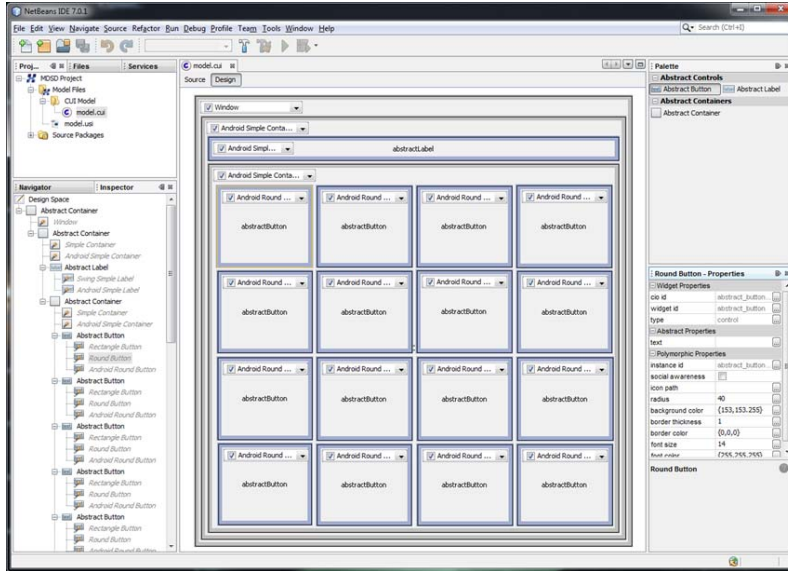 NetBeans IDE 7.0.1
File Edit View Navigate Source Refactor Run Debug Profile Team Tools Window Help
Search (Ctrl+I)
Proj... Files Services
MDSD Project
Model Files
CUI Model
model.cui
model.usi
Source Packages
Navigator Inspector
Design Space
Abstract Container
Window
Abstract Container
Simple Container
Android Simple Container
Abstract Label
Swing Simple Label
Android Simple Label
Abstract Container
Simple Container
Android Simple Container
Abstract Button
Rectangle Button
Round Button
Android Round Button
Abstract Button
Rectangle Button
Round Button
Android Round Button
Abstract Button
Rectangle Button
Round Button
Android Round Button
Abstract Button
Rectangle Button
Round Button
Android Round Button
Abstract Button
Rectangle Button
Round Button
Android Round Button
model.cui
Source Design
Window
Android Simple Conta...
Android Simpl... abstractLabel
Android Simple Conta...
Android Round ... Android Round ... Android Round ... Android Round ...
abstractButton abstractButton abstractButton abstractButton
Android Round ... Android Round ... Android Round ... Android Round ...
abstractButton abstractButton abstractButton abstractButton
Android Round ... Android Round ... Android Round ... Android Round ...
abstractButton abstractButton abstractButton abstractButton
Android Round ... Android Round ... Android Round ... Android Round ...
abstractButton abstractButton abstractButton abstractButton
Palette
Abstract Controls
Abstract Button Abstract Label
Abstract Containers
Abstract Container
Round Button - Properties
Widget Properties
cio id abstract_button...
widget id abstract_button
type control
Abstract Properties
text
Polymorphic Properties
instance id abstract_button...
social awareness
icon path
radius 40
background color {153,153,255}
border thickness 1
border color {0,0,0}
font size 14
font color {255,255,255}
Round Button